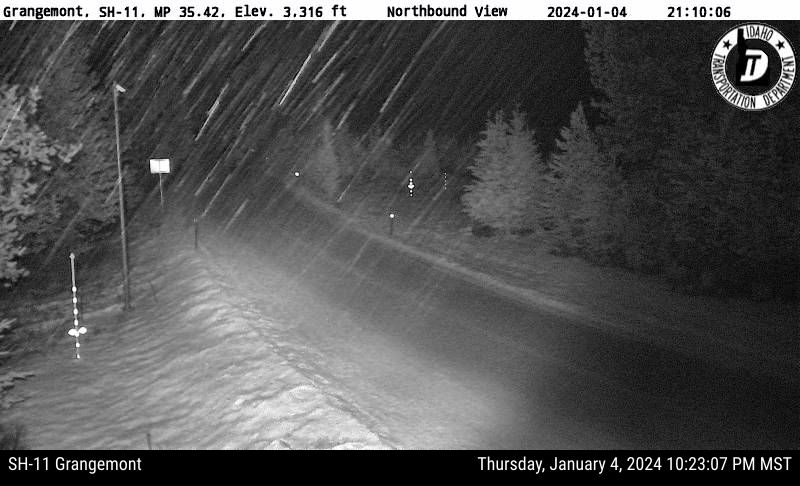 Grangemont, SH-11, MP 35.42, Elev. 3,316 ft Northbound View 2024-01-04 21:10:06
IDAHO
TRANSPORTATION DEPARTMENT
SH-11 Grangemont Thursday, January 4, 2024 10:23:07 PM MST